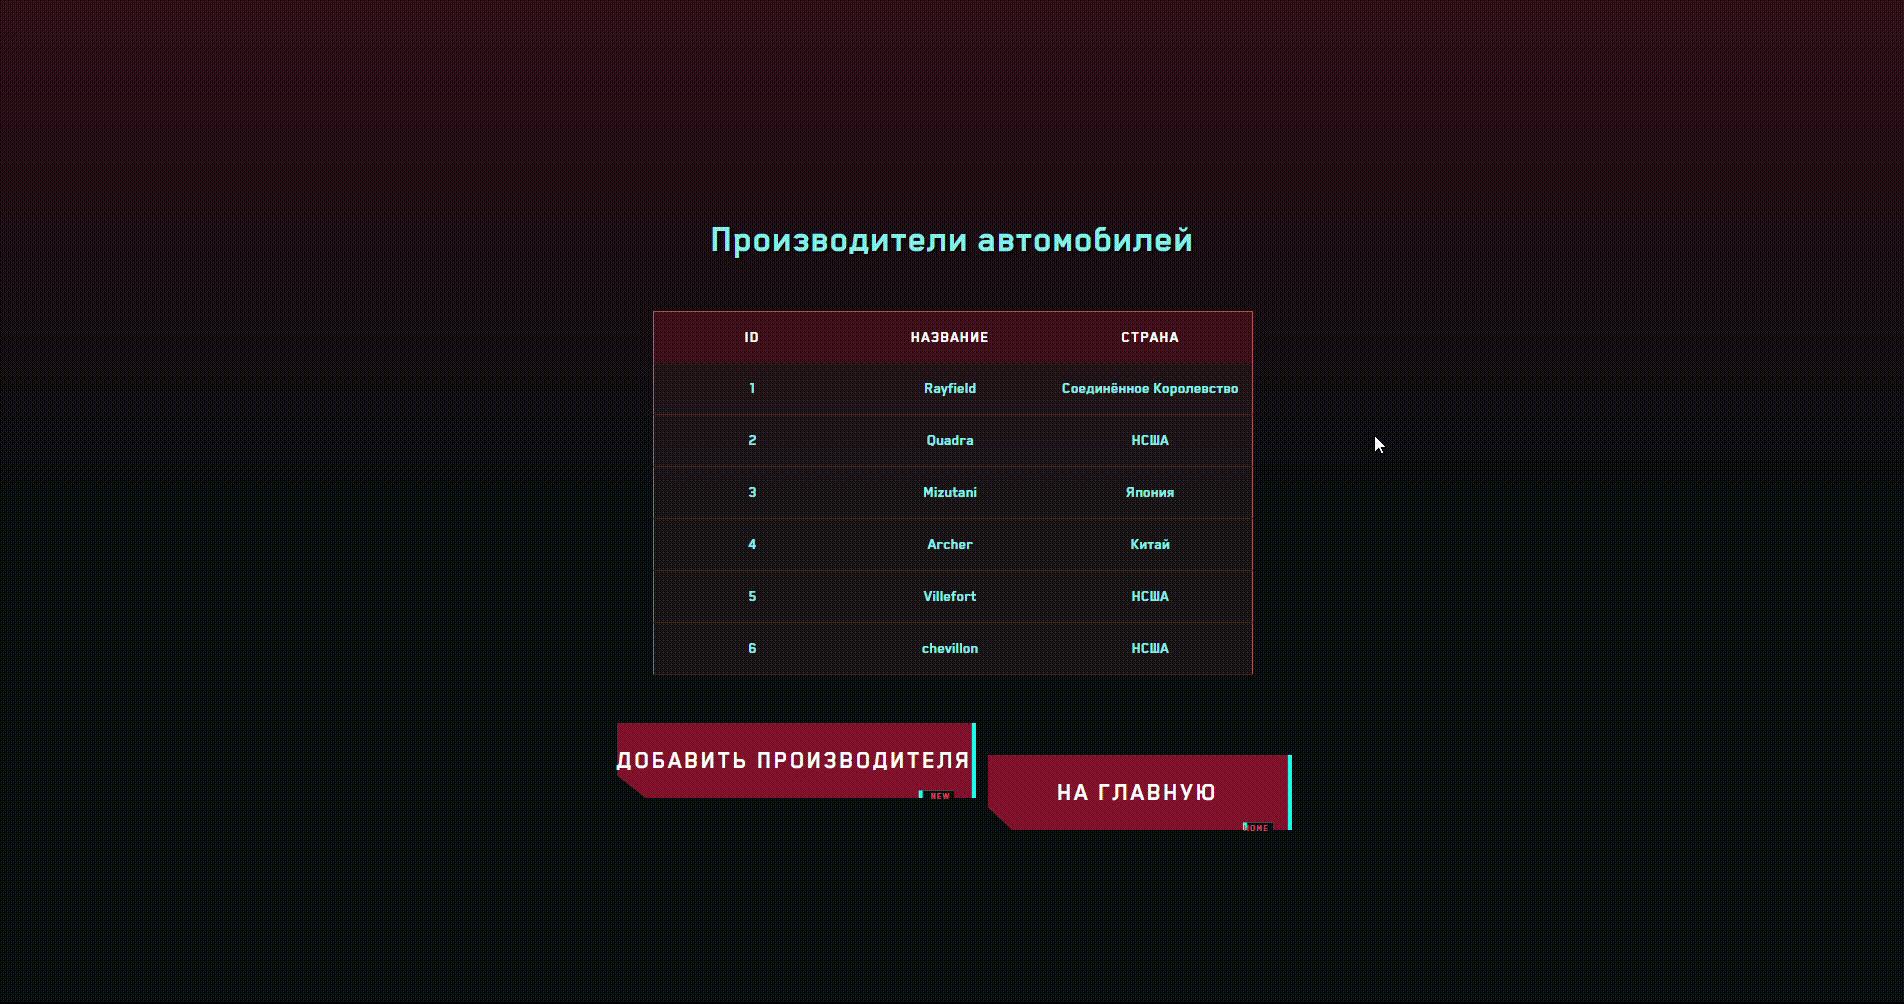 Производители автомобилей
ID НАЗВАНИЕ СТРАНА
1 Rayfield Соединённое Королевство
2 Quadra НСША
3 Mizutani Япония
4 Archer Китай
5 Villefort НСША
6 chevillon НСША
ДОБАВИТЬ ПРОИЗВОДИТЕЛЯ
NEW
НА ГЛАВНУЮ
HOME